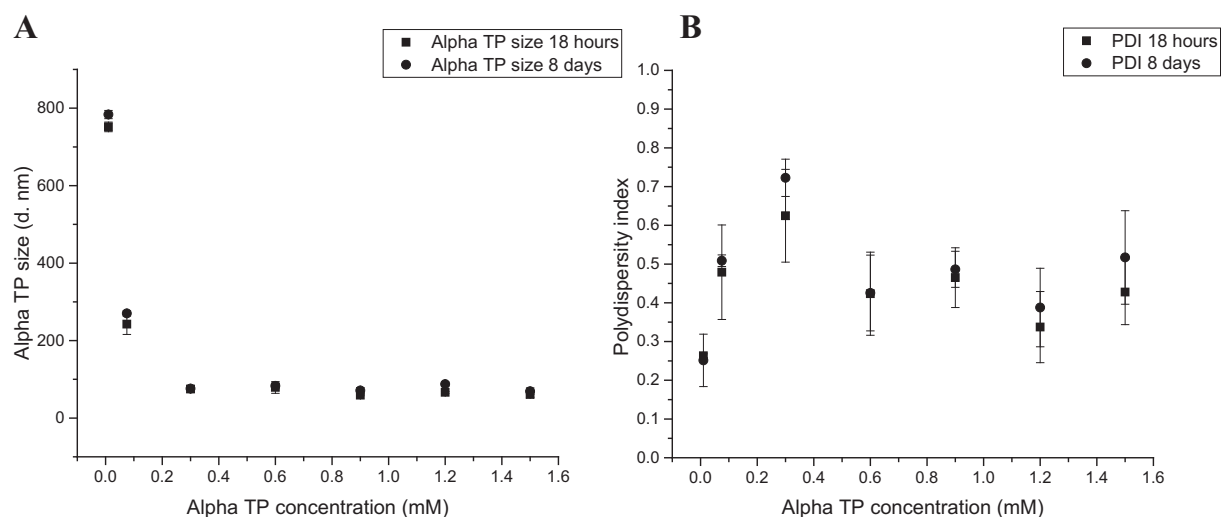 A
Alpha TP size 18 hours
Alpha TP size 8 days
800
600
400
200
0
Alpha TP size (d. nm)
0.0 0.2 0.4 0.6 0.8 1.0 1.2 1.4 1.6
Alpha TP concentration (mM)
B
PDI 18 hours
PDI 8 days
1.0
0.9
0.8
0.7
0.6
0.5
0.4
0.3
0.2
0.1
0.0
Polydispersity index
0.0 0.2 0.4 0.6 0.8 1.0 1.2 1.4 1.6
Alpha TP concentration (mM)